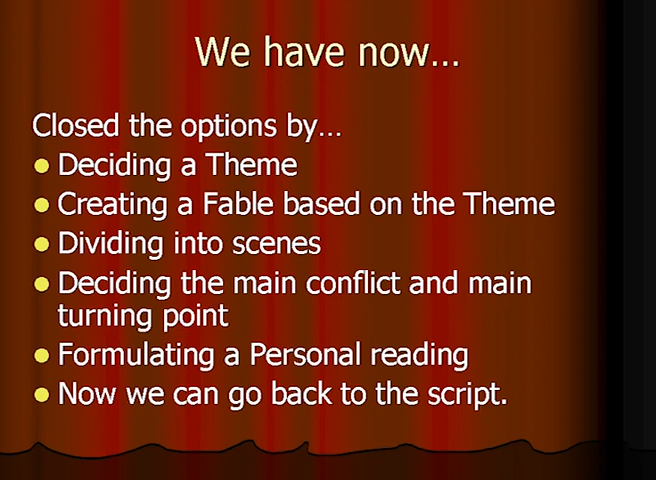 We have now...
Closed the options by...
● Deciding a Theme
● Creating a Fable based on the Theme
● Dividing into scenes
● Deciding the main conflict and main
turning point
● Formulating a Personal reading
● Now we can go back to the script.